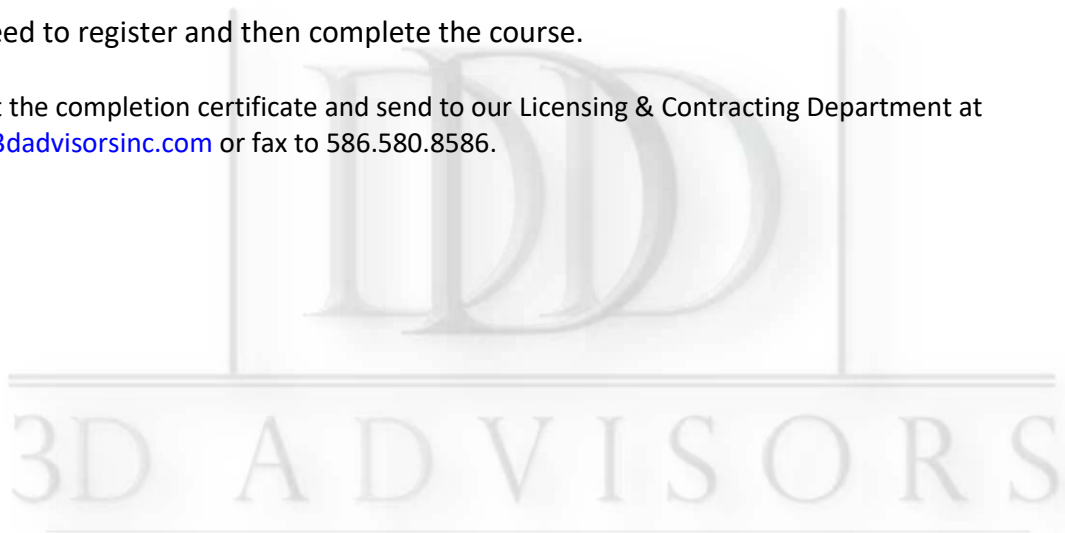 eed to register and then complete the course.
t the completion certificate and send to our Licensing & Contracting Department at
3dadvisorsinc.com or fax to 586.580.8586.
DDD
3D ADVISORS